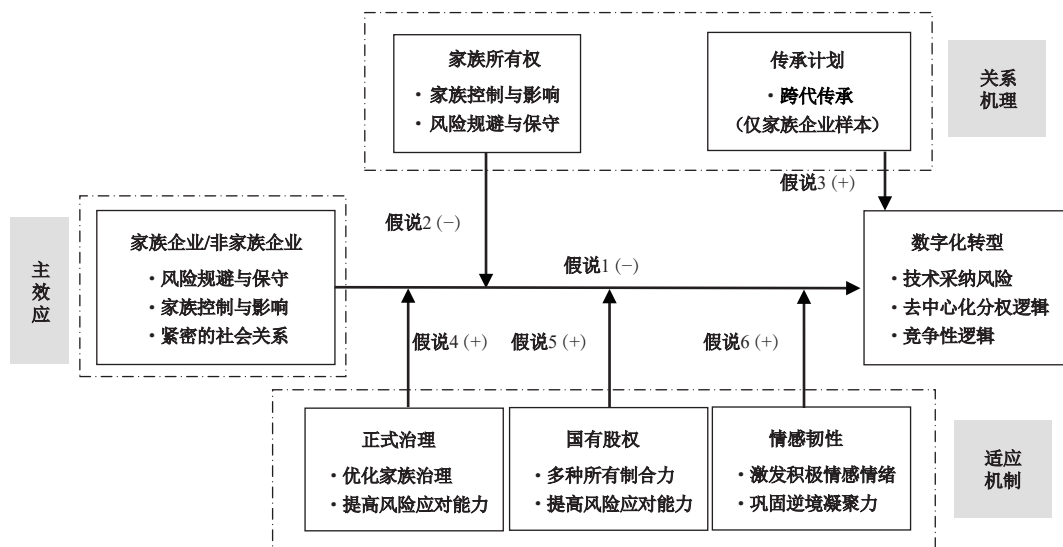 家族所有权
・家族控制与影响
・风险规避与保守
传承计划
・跨代传承
（仅家族企业样本）
关系
机理
假说3 (+)
假说2 (−)
主
效
应
家族企业/非家族企业
・风险规避与保守
・家族控制与影响
・紧密的社会关系
假说1 (−)
数字化转型
・技术采纳风险
・去中心化分权逻辑
・竞争性逻辑
假说4 (+)
假说5 (+)
假说6 (+)
正式治理
・优化家族治理
・提高风险应对能力
国有股权
・多种所有制合力
・提高风险应对能力
情感韧性
・激发积极情感情绪
・巩固逆境凝聚力
适应
机制